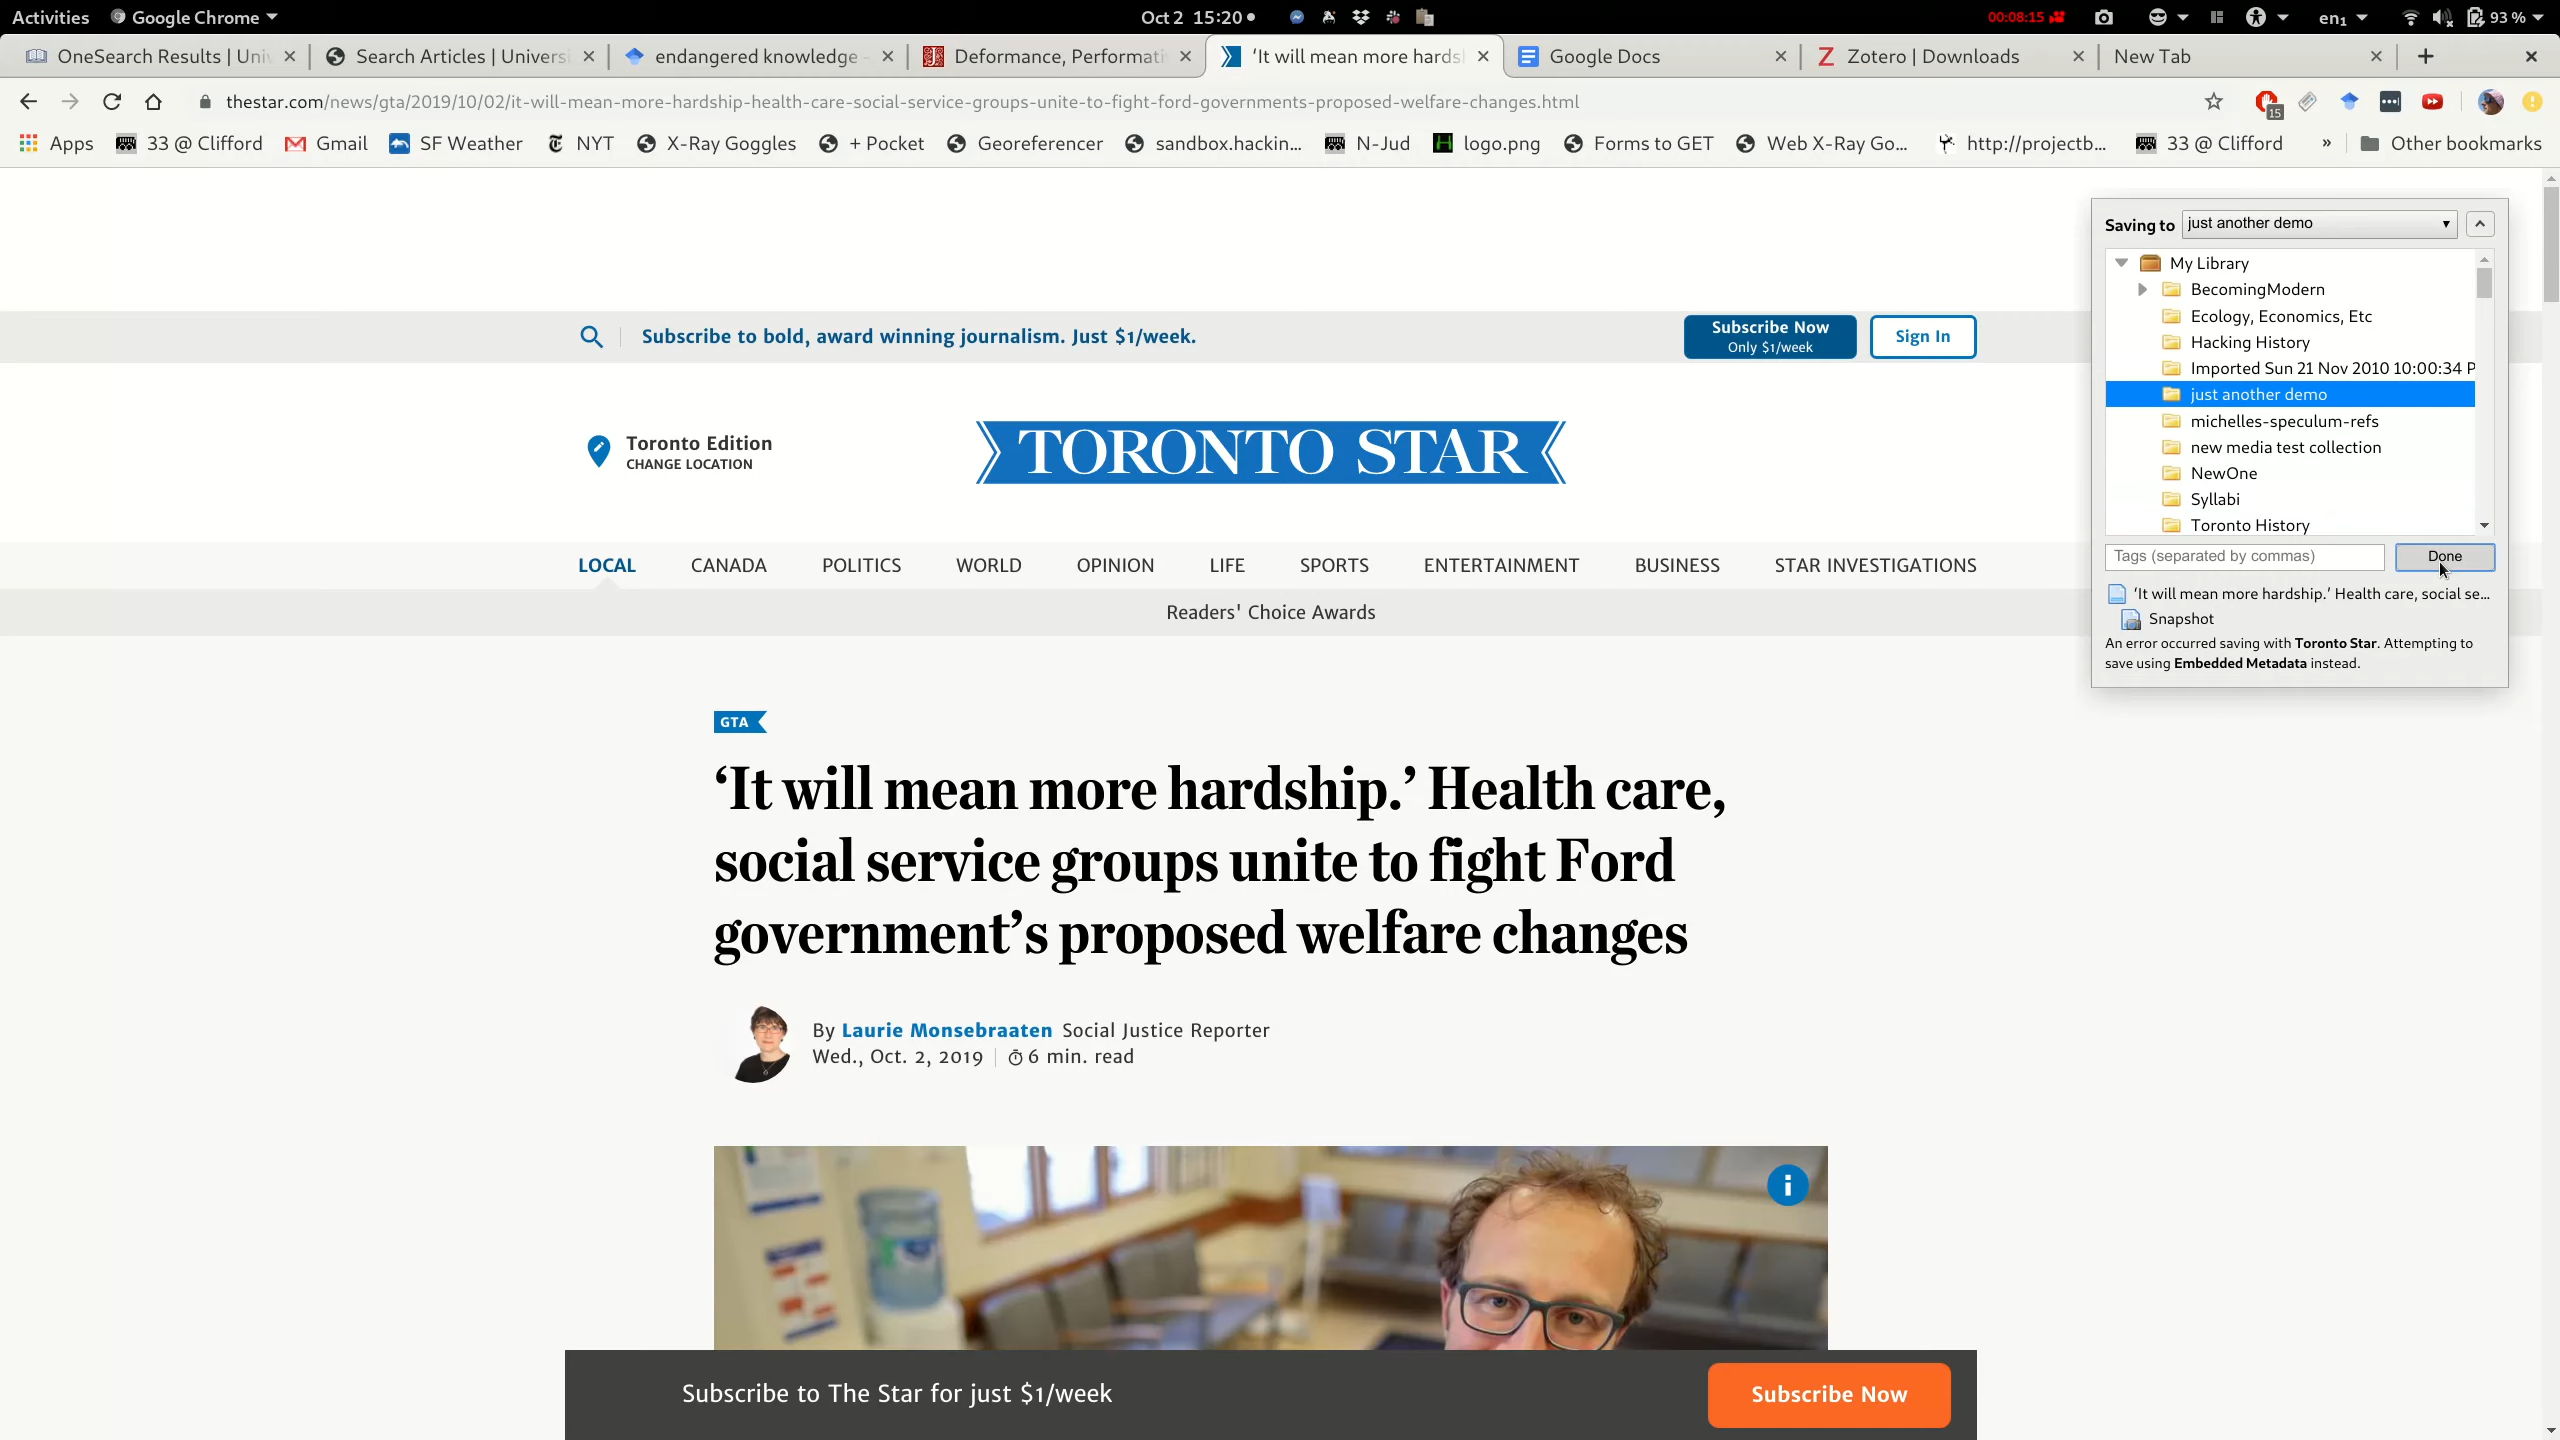 Activities Google Chrome Oct 2 15:20 00:08:15 en₁ 93 %
OneSearch Results | Uni Search Articles | Universi endangered knowledge - Deformance, Performati 'It will mean more hards Google Docs Zotero | Downloads New Tab
thestar.com/news/gta/2019/10/02/it-will-mean-more-hardship-health-care-social-service-groups-unite-to-fight-ford-governments-proposed-welfare-changes.html 15
Apps 33 @ Clifford Gmail SF Weather NYT X-Ray Goggles + Pocket Georeferencer sandbox.hackin... N-Jud logo.png Forms to GET Web X-Ray Go... http://projectb... 33 @ Clifford » Other bookmarks
Saving to just another demo
My Library
BecomingModern
Ecology, Economics, Etc
Hacking History
Imported Sun 21 Nov 2010 10:00:34 P
just another demo
michelles-speculum-refs
new media test collection
NewOne
Syllabi
Toronto History
Tags (separated by commas) Done
'It will mean more hardship.' Health care, social se...
Snapshot
An error occurred saving with Toronto Star. Attempting to
save using Embedded Metadata instead.
Subscribe to bold, award winning journalism. Just $1/week.
Subscribe Now
Only $1/week
Sign In
Toronto Edition
CHANGE LOCATION
TORONTO STAR
LOCAL CANADA POLITICS WORLD OPINION LIFE SPORTS ENTERTAINMENT BUSINESS STAR INVESTIGATIONS
Readers' Choice Awards
GTA
‘It will mean more hardship.’ Health care,
social service groups unite to fight Ford
government’s proposed welfare changes
By Laurie Monsebraaten Social Justice Reporter
Wed., Oct. 2, 2019 6 min. read
Subscribe to The Star for just $1/week
Subscribe Now